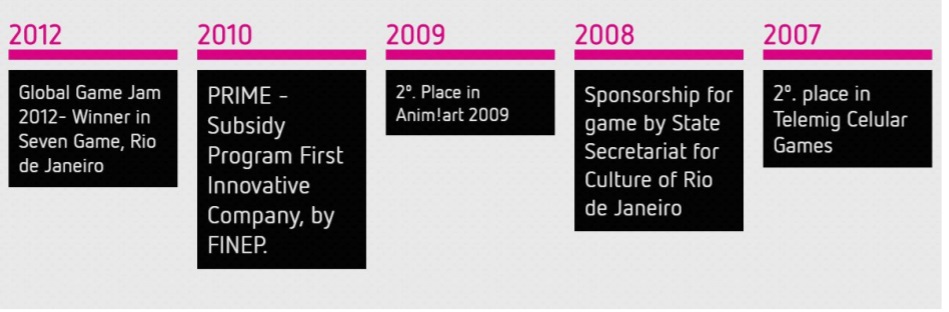 2012
Global Game Jam
2012- Winner in
Seven Game, Rio
de Janeiro
2010
PRIME -
Subsidy
Program First
Innovative
Company, by
FINEP.
2009
2º. Place in
Anim!art 2009
2008
Sponsorship for
game by State
Secretariat for
Culture of Rio
de Janeiro
2007
2º. place in
Telemig Celular
Games